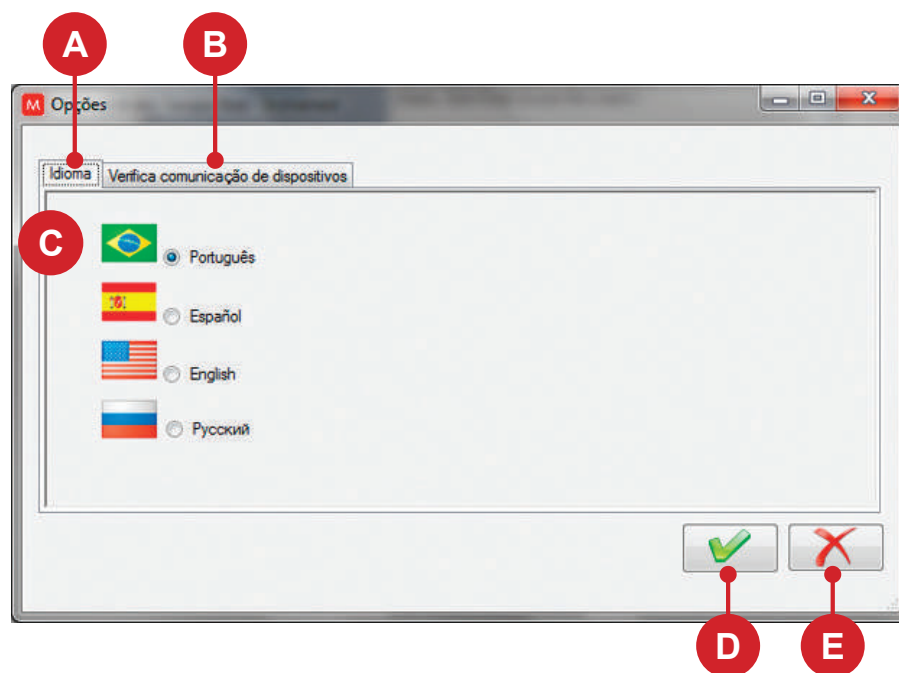 A B
M Opções
Idioma Verifica comunicação de dispositivos
C
Português
Español
English
Русский
D E